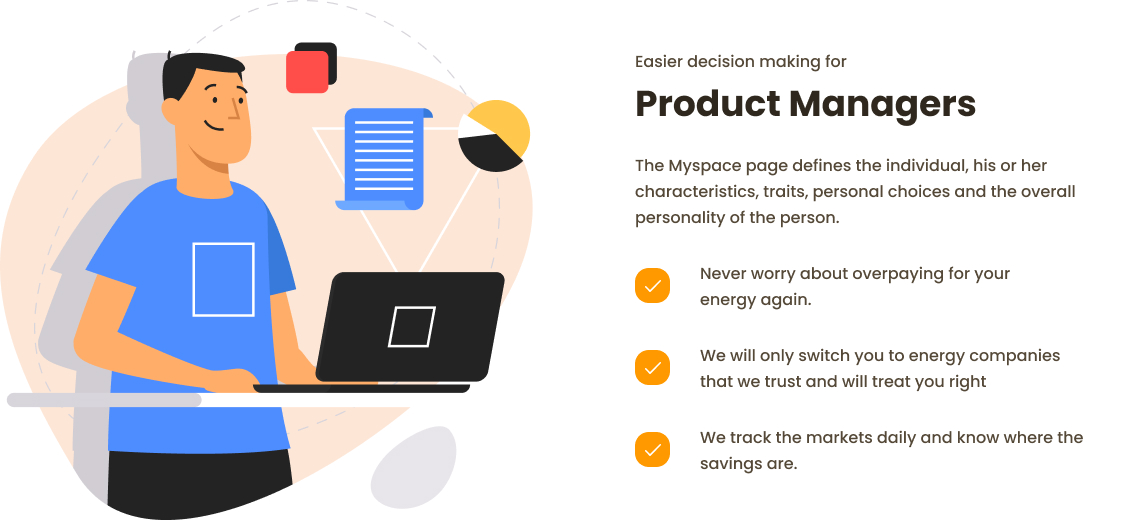 Easier decision making for
Product Managers
The Myspace page defines the individual, his or her
characteristics, traits, personal choices and the overall
personality of the person.
Never worry about overpaying for your
energy again.
We will only switch you to energy companies
that we trust and will treat you right
We track the markets daily and know where the
savings are.